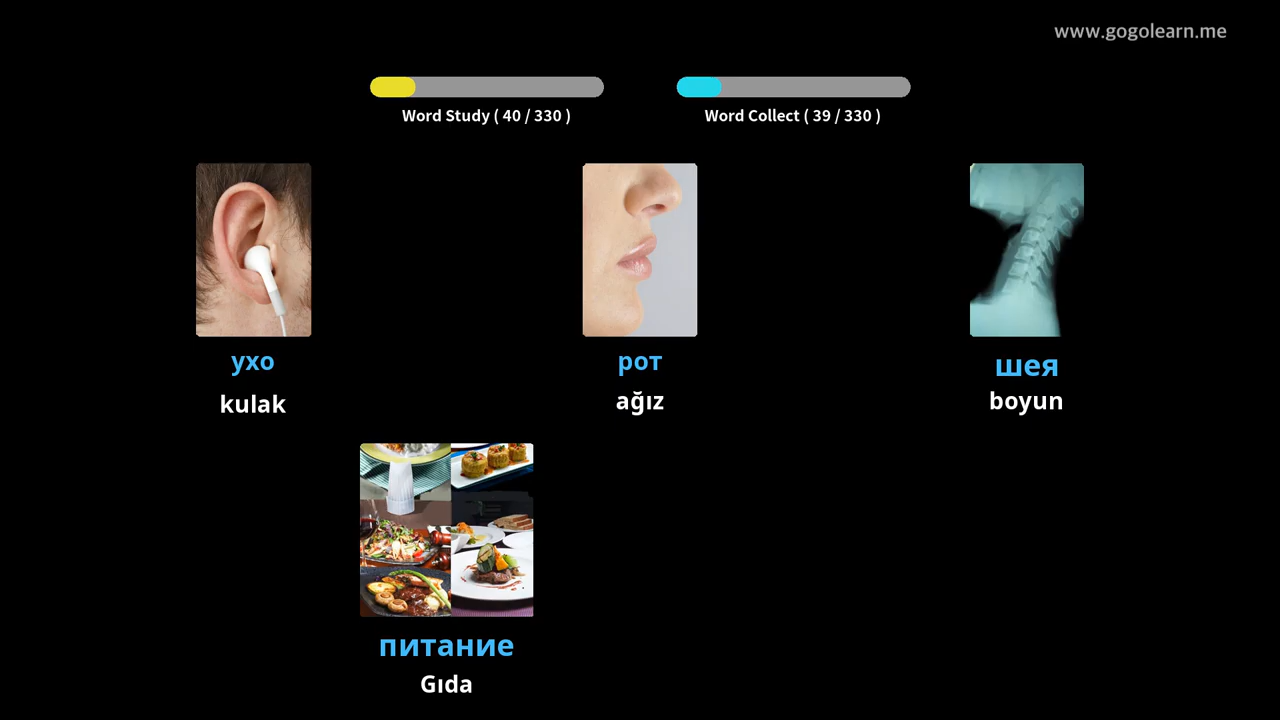 www.gogolearn.me
Word Study ( 40 / 330 )
Word Collect ( 39 / 330 )
ухо
kulak
рот
ağız
шея
boyun
питание
Gıda